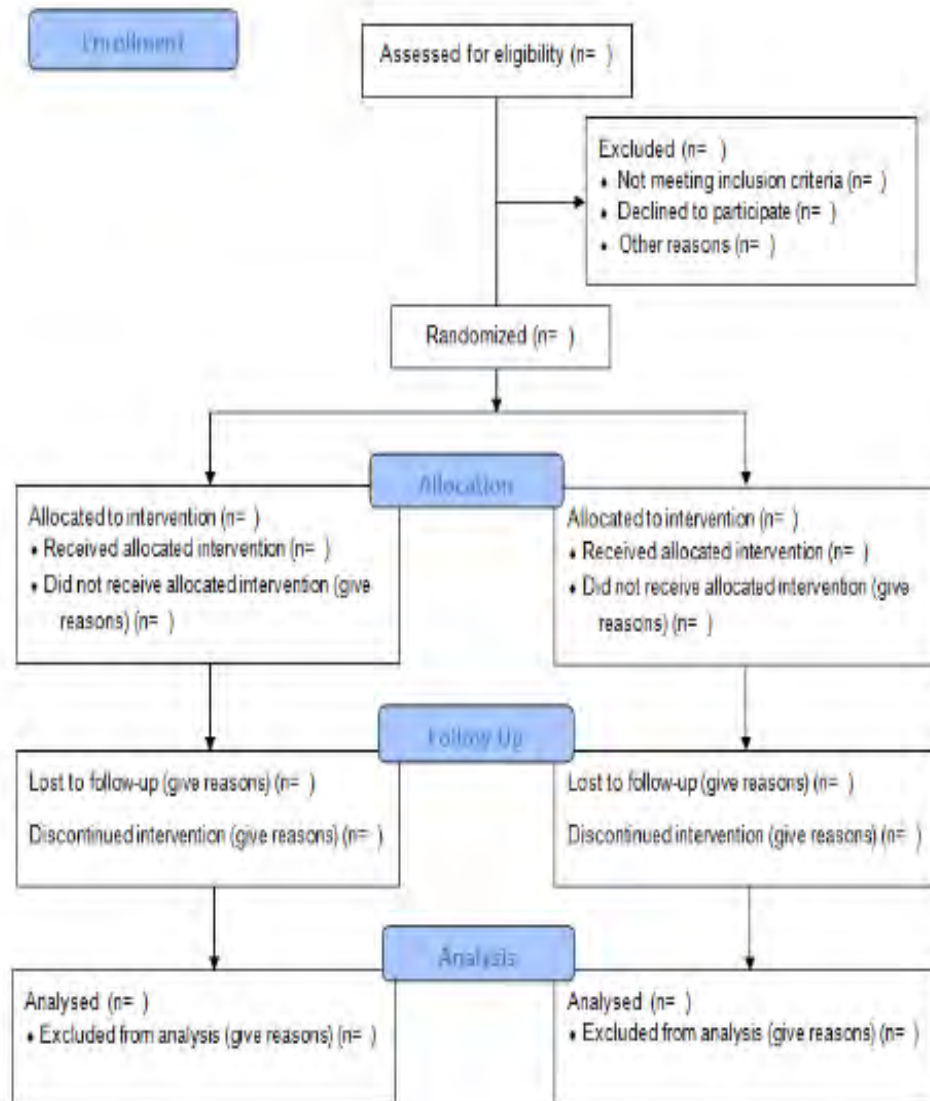 Enrollment
Assessed for eligibility (n= )
Excluded (n= )
• Not meeting inclusion criteria (n= )
• Declined to participate (n= )
• Other reasons (n= )
Randomized (n= )
Allocation
Allocated to intervention (n= )
• Received allocated intervention (n= )
• Did not receive allocated intervention (give
reasons) (n= )
Allocated to intervention (n= )
• Received allocated intervention (n= )
• Did not receive allocated intervention (give
reasons) (n= )
Follow Up
Lost to follow-up (give reasons) (n= )
Discontinued intervention (give reasons) (n= )
Lost to follow-up (give reasons) (n= )
Discontinued intervention (give reasons) (n= )
Analysis
Analysed (n= )
• Excluded from analysis (give reasons) (n= )
Analysed (n= )
• Excluded from analysis (give reasons) (n= )